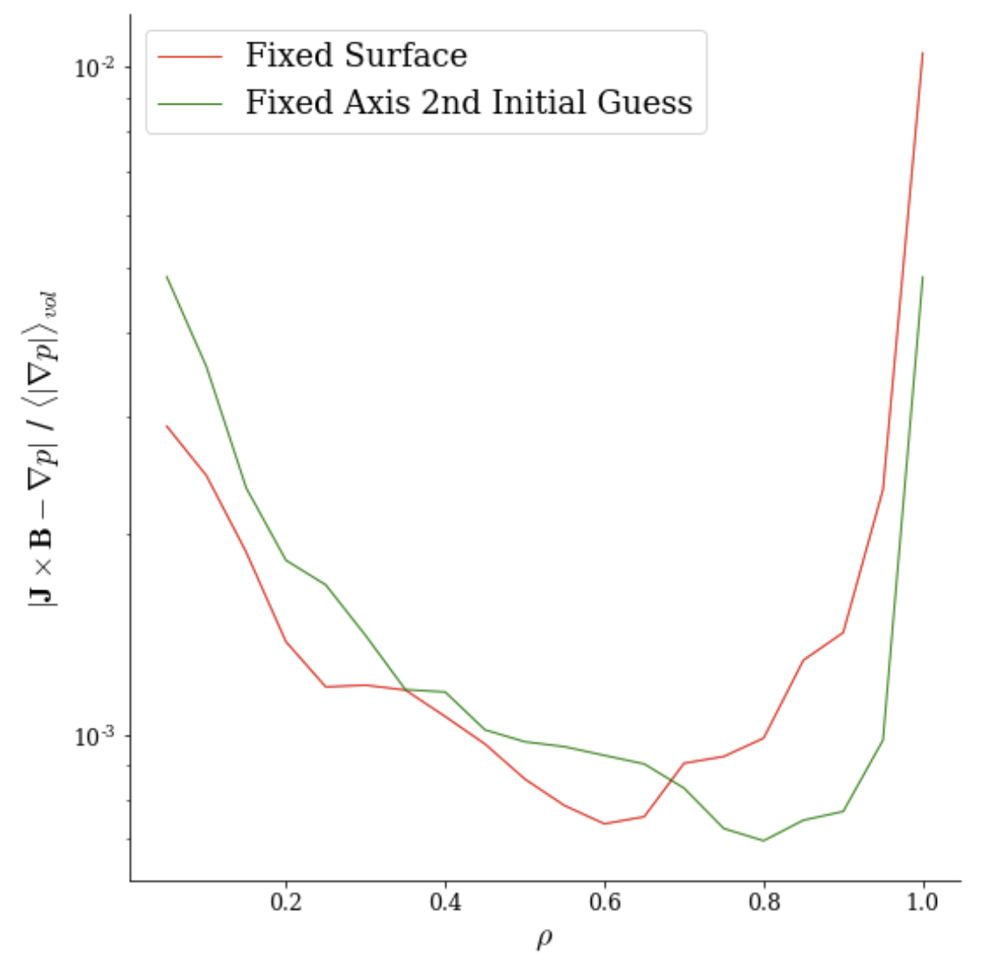 Fixed Surface
Fixed Axis 2nd Initial Guess
10⁻²
10⁻³
|J × B − ∇p| / ⟨|∇p|⟩vol
0.2 0.4 0.6 0.8 1.0
ρ